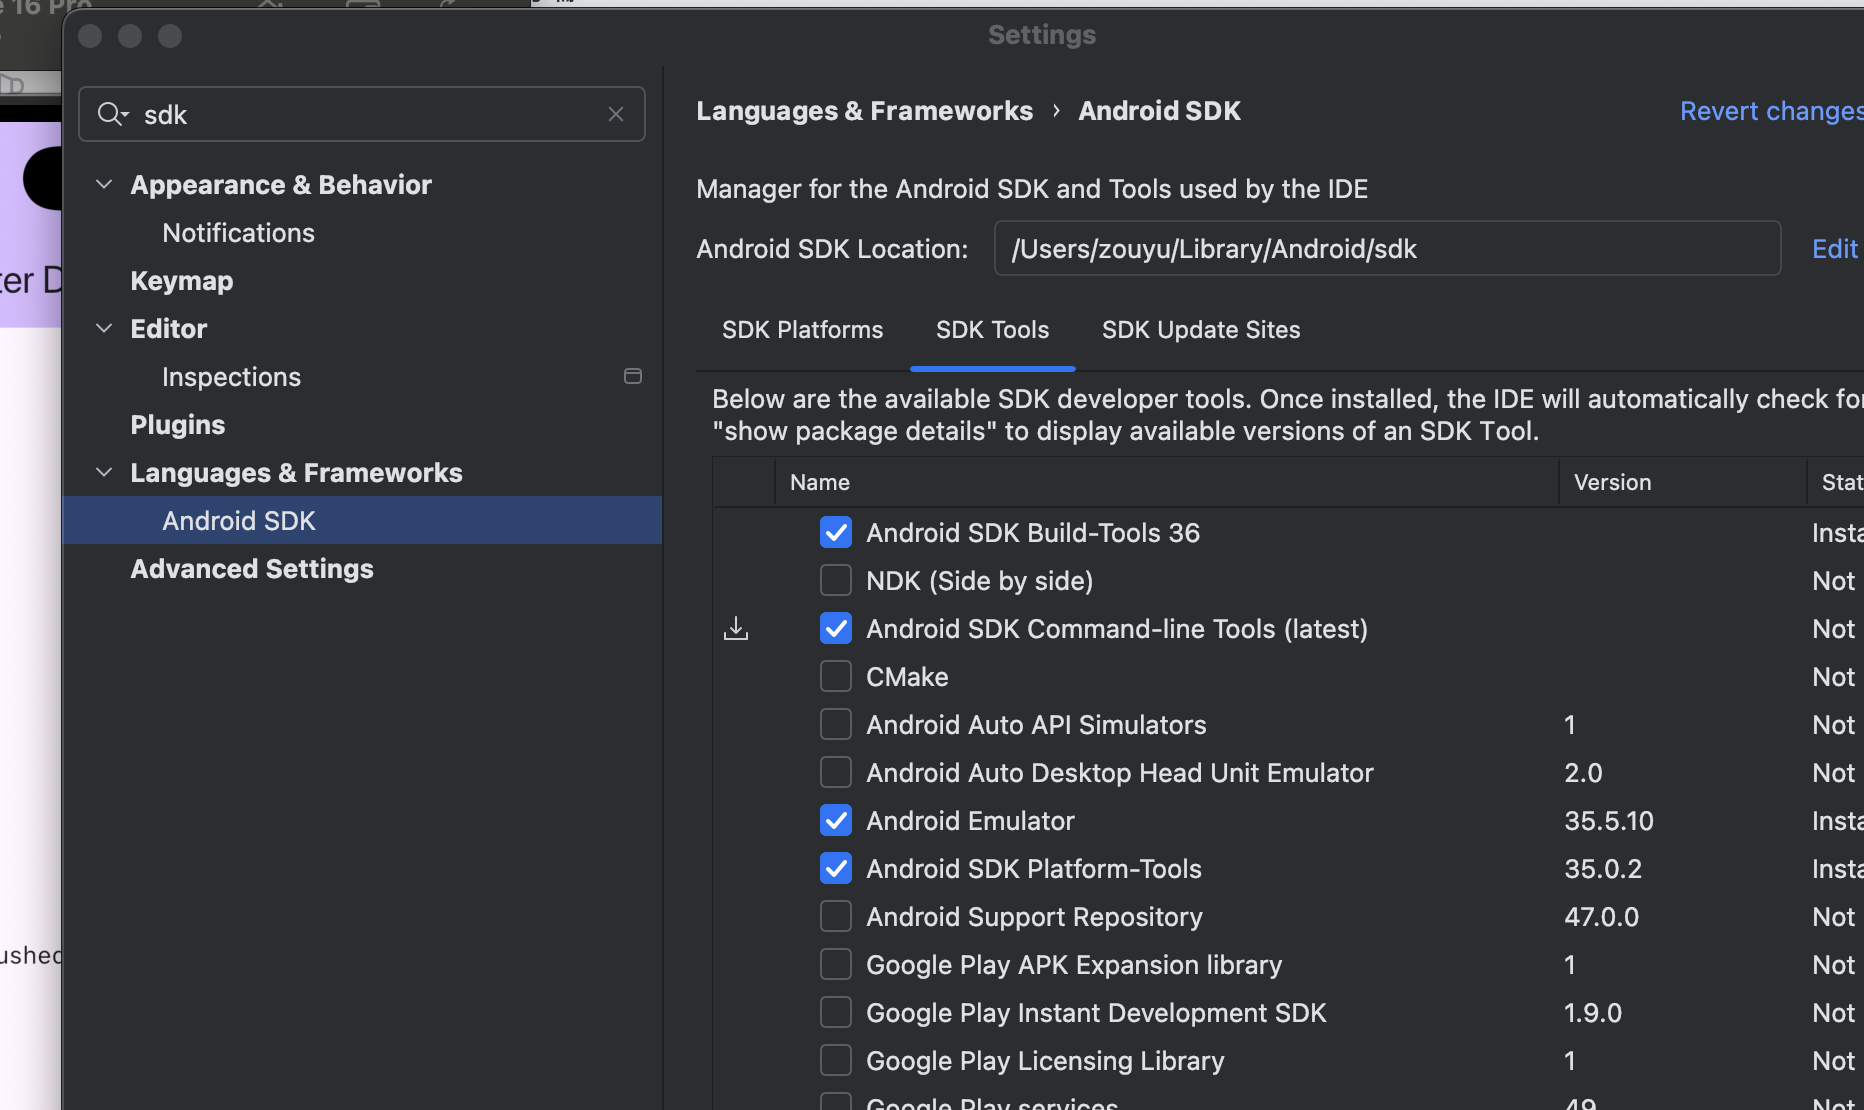 e 16 Pro
Settings
sdk
Appearance & Behavior
Notifications
Keymap
Editor
Inspections
Plugins
Languages & Frameworks
Android SDK
Advanced Settings
ter D
ushed
Languages & Frameworks › Android SDK
Revert changes
Manager for the Android SDK and Tools used by the IDE
Android SDK Location: /Users/zouyu/Library/Android/sdk Edit
SDK Platforms SDK Tools SDK Update Sites
Below are the available SDK developer tools. Once installed, the IDE will automatically check for
"show package details" to display available versions of an SDK Tool.
Name Version Stat
Android SDK Build-Tools 36 Insta
NDK (Side by side) Not
Android SDK Command-line Tools (latest) Not
CMake Not
Android Auto API Simulators 1 Not
Android Auto Desktop Head Unit Emulator 2.0 Not
Android Emulator 35.5.10 Insta
Android SDK Platform-Tools 35.0.2 Insta
Android Support Repository 47.0.0 Not
Google Play APK Expansion library 1 Not
Google Play Instant Development SDK 1.9.0 Not
Google Play Licensing Library 1 Not
Google Play services 49 Not